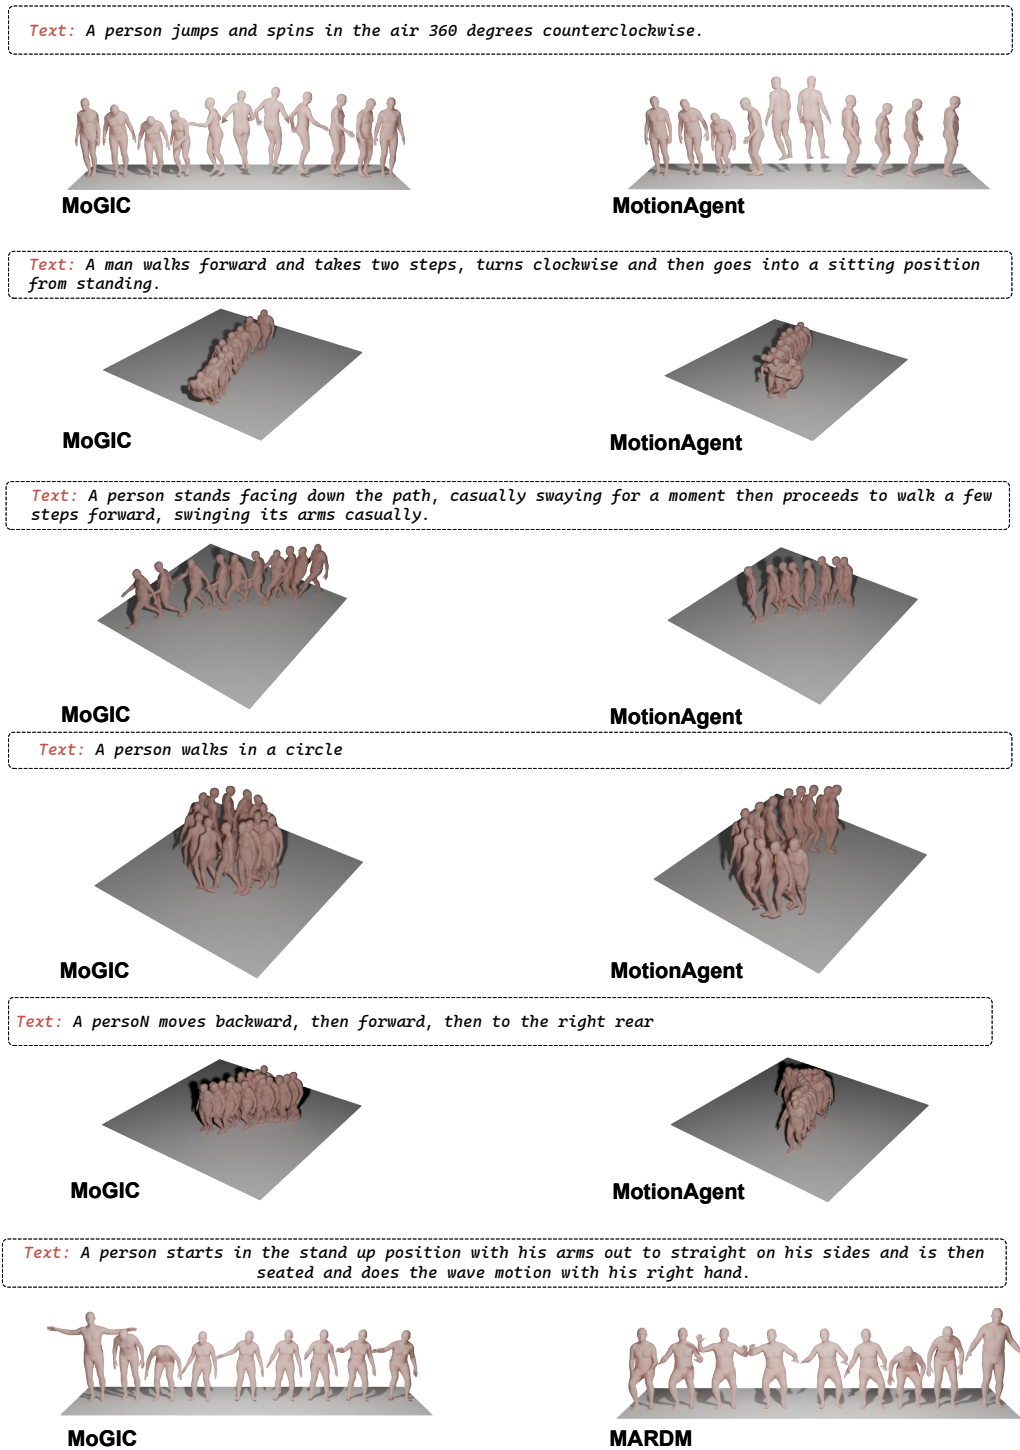 Text: A person jumps and spins in the air 360 degrees counterclockwise.
MoGIC
MotionAgent
Text: A man walks forward and takes two steps, turns clockwise and then goes into a sitting position
from standing.
MoGIC
MotionAgent
Text: A person stands facing down the path, casually swaying for a moment then proceeds to walk a few
steps forward, swinging its arms casually.
MoGIC
MotionAgent
Text: A person walks in a circle
MoGIC
MotionAgent
Text: A persoN moves backward, then forward, then to the right rear
MoGIC
MotionAgent
Text: A person starts in the stand up position with his arms out to straight on his sides and is then
seated and does the wave motion with his right hand.
MoGIC
MARDM